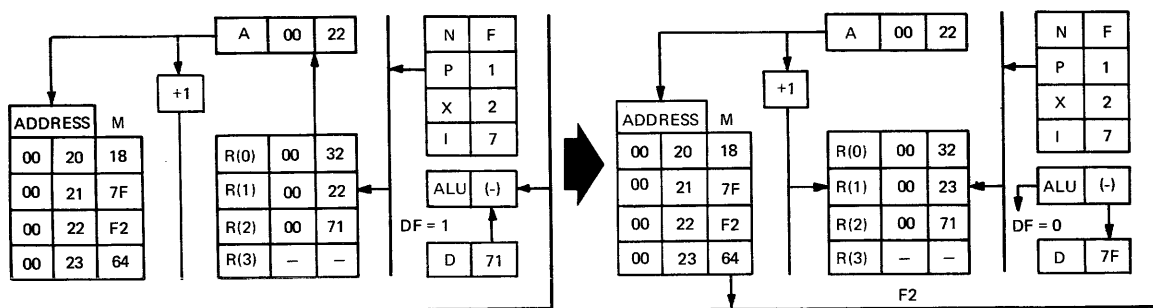 A 00 22
+1
ADDRESS M
00 20 18
00 21 7F
00 22 F2
00 23 64
R(0) 00 32
R(1) 00 22
R(2) 00 71
R(3) – –
N F
P 1
X 2
I 7
ALU (-)
DF = 1
D 71
A 00 22
+1
ADDRESS M
00 20 18
00 21 7F
00 22 F2
00 23 64
R(0) 00 32
R(1) 00 23
R(2) 00 71
R(3) – –
N F
P 1
X 2
I 7
ALU (-)
DF = 0
D 7F
F2